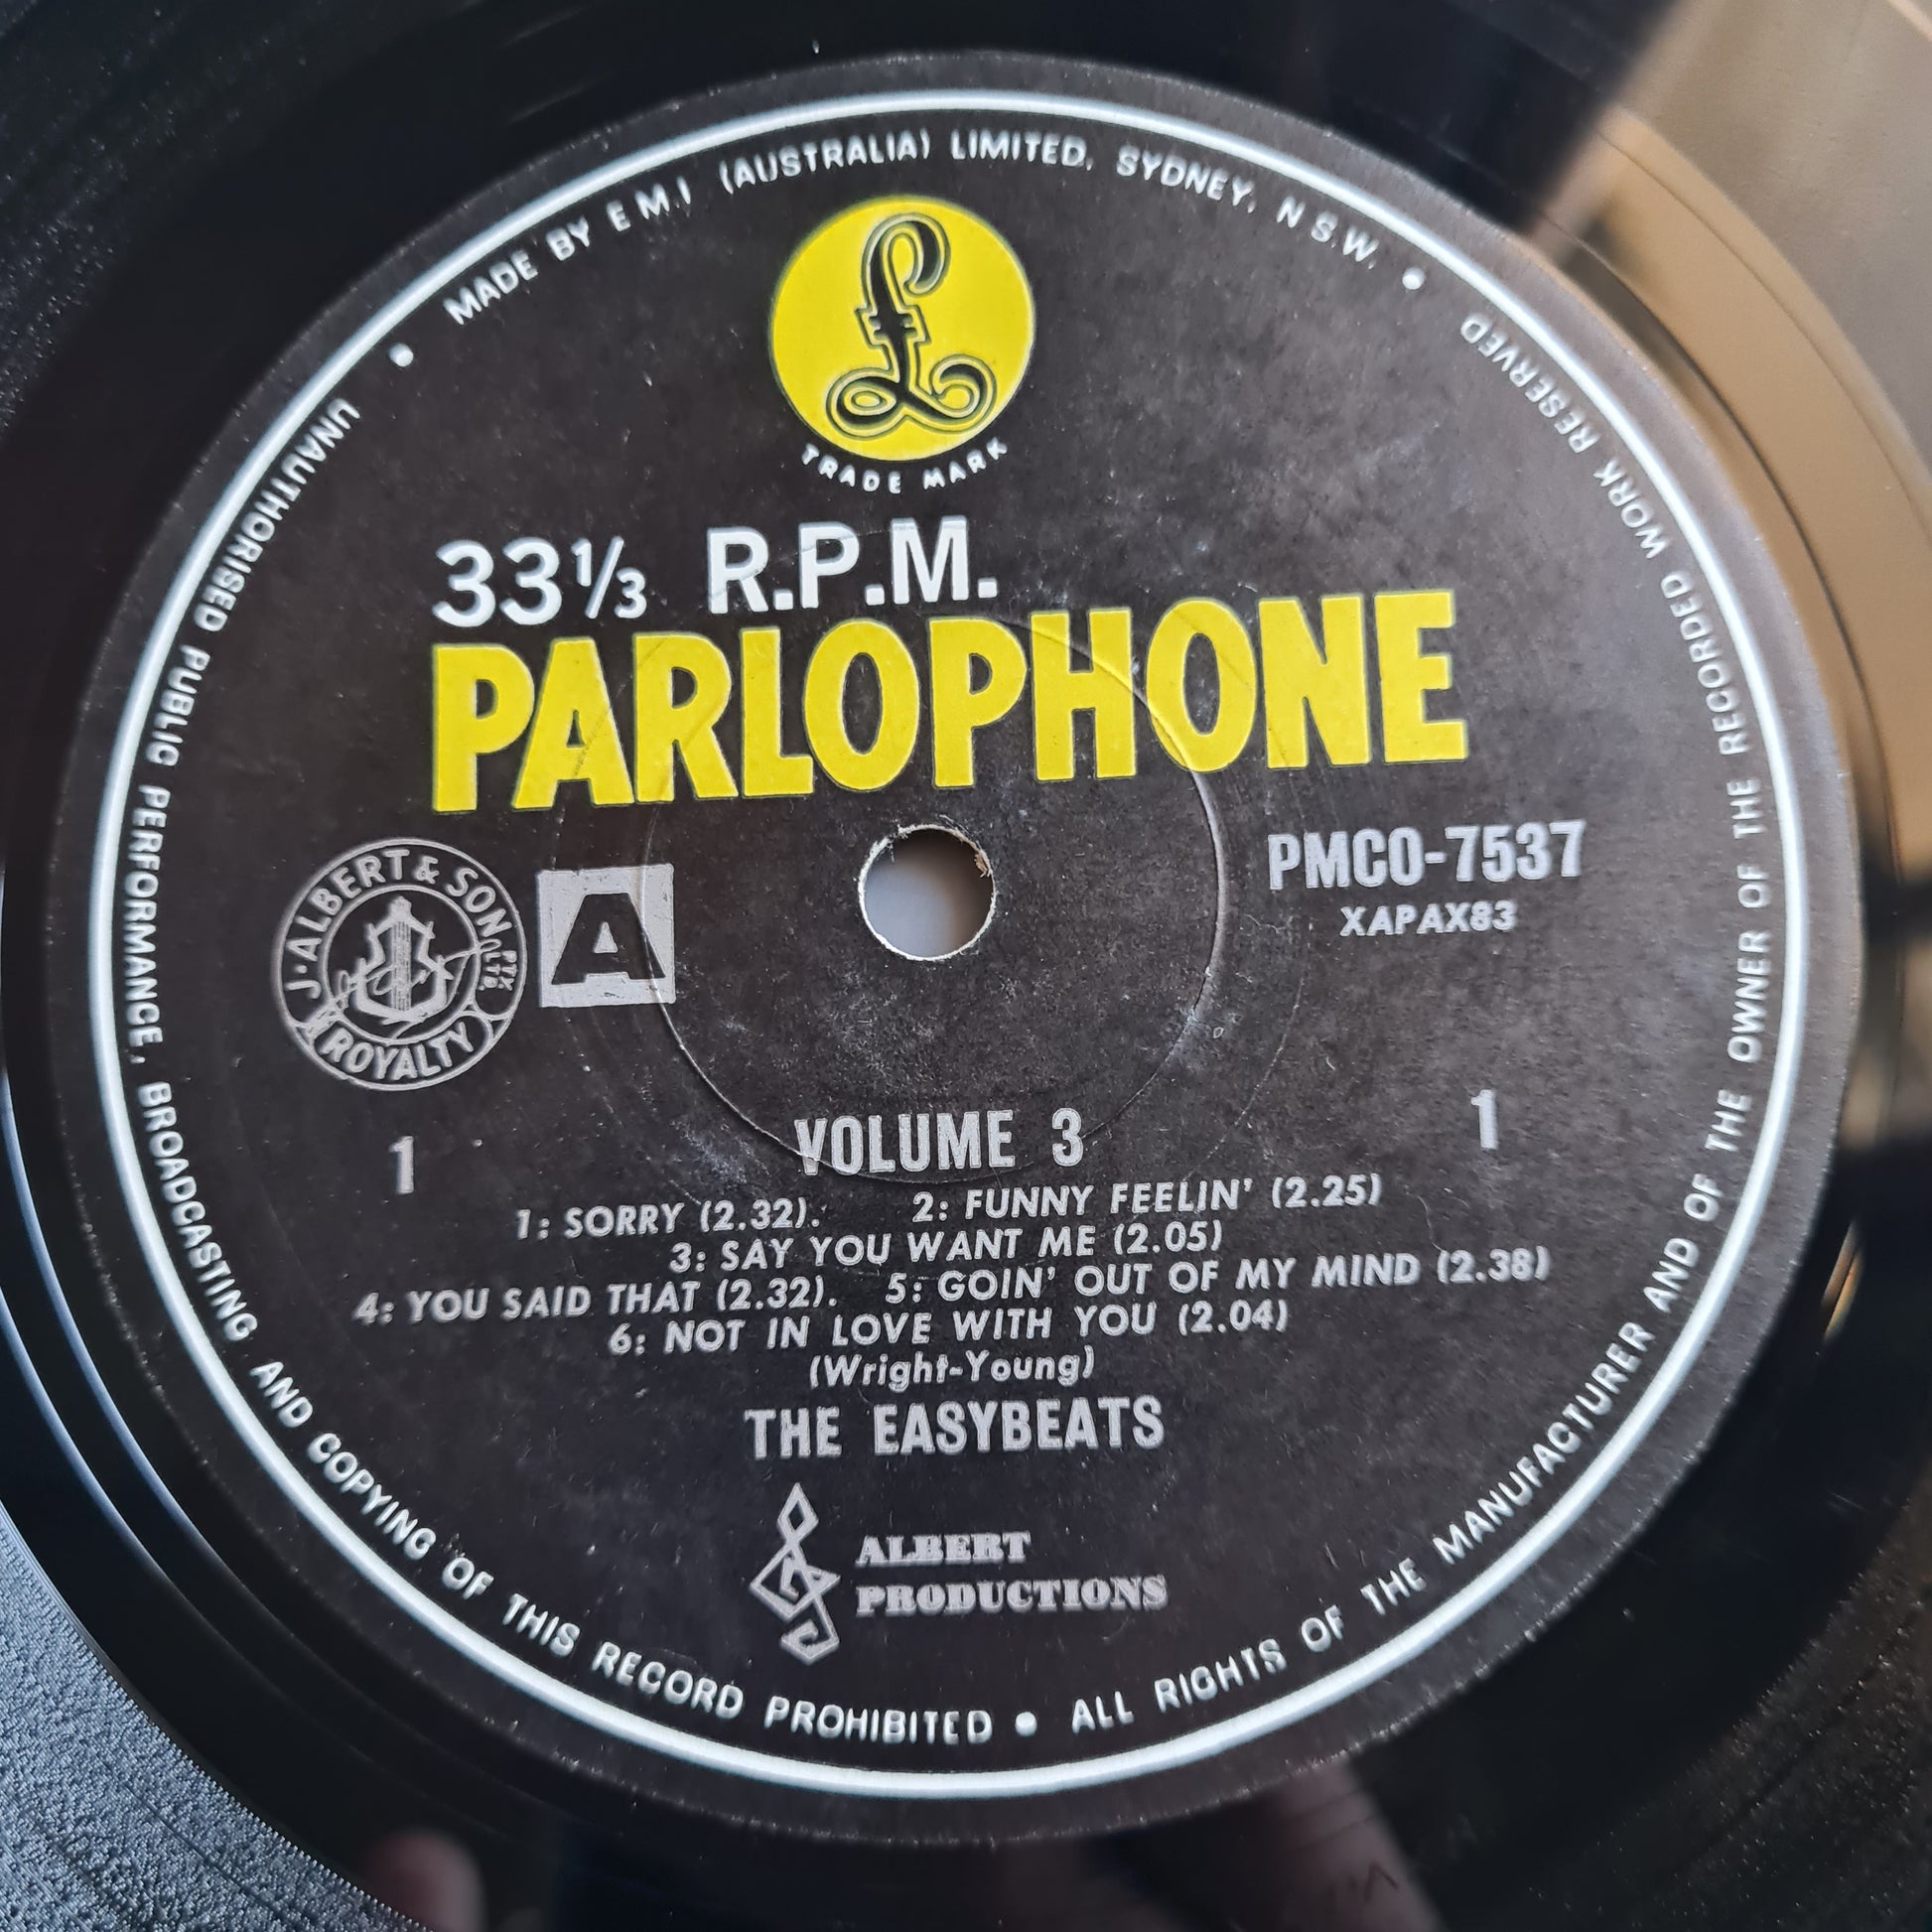 MADE BY E.M.I (AUSTRALIA) LIMITED. SYDNEY. N.S.W. •
UNAUTHORISED PUBLIC PERFORMANCE, BROADCASTING AND COPYING OF THIS RECORD PROHIBITED • ALL RIGHTS OF THE MANUFACTURER AND OF THE OWNER OF THE RECORDED WORK RESERVED •
£
TRADE MARK
33⅓ R.P.M.
PARLOPHONE
J. ALBERT & SON PTY. LTD.
ROYALTY
A
PMCO-7537
XAPAX83
1
1
VOLUME 3
1: SORRY (2.32). 2: FUNNY FEELIN' (2.25)
3: SAY YOU WANT ME (2.05)
4: YOU SAID THAT (2.32). 5: GOIN' OUT OF MY MIND (2.38)
6: NOT IN LOVE WITH YOU (2.04)
(Wright-Young)
THE EASYBEATS
ALBERT
PRODUCTIONS